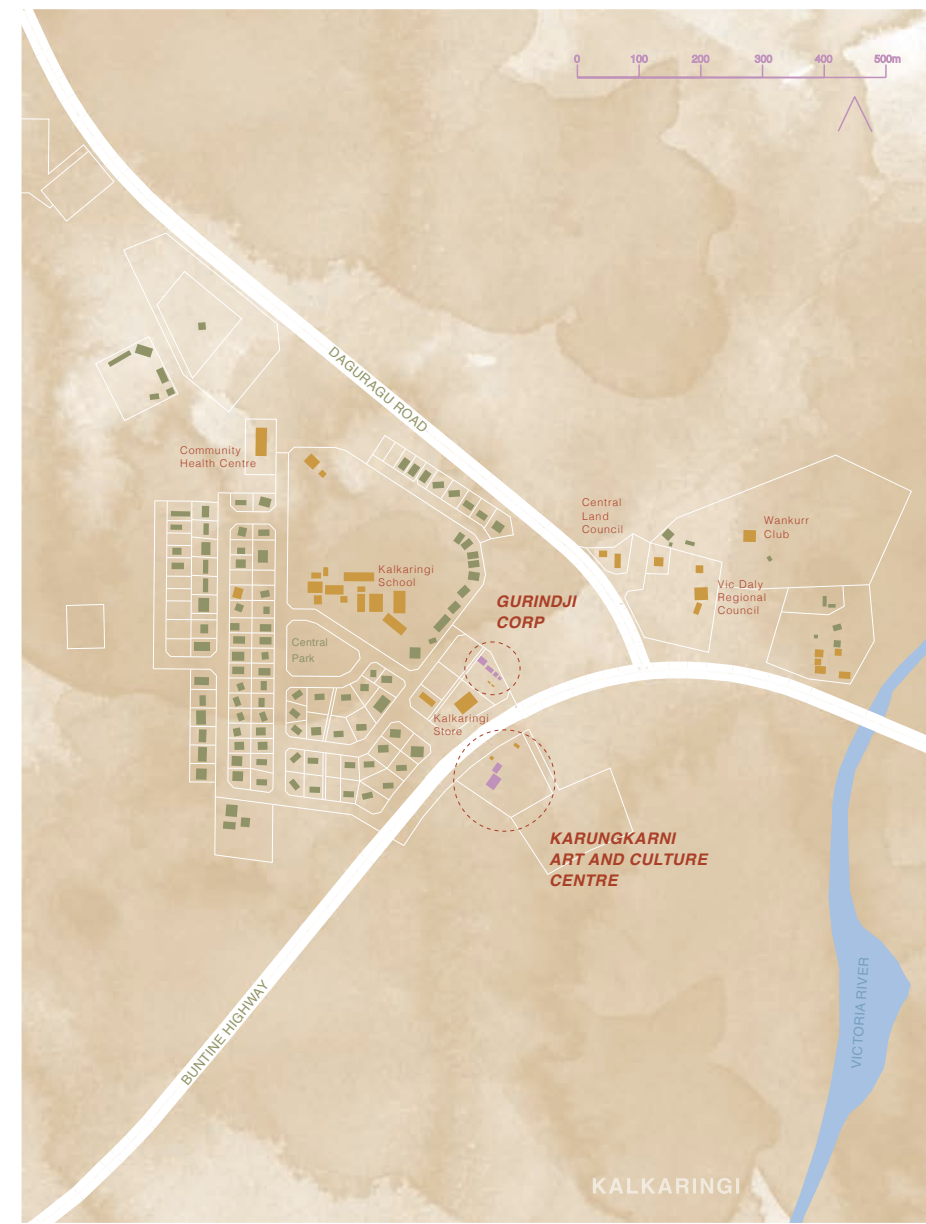 0 100 200 300 400 500m
DAGURAGU ROAD
Community
Health Centre
Central
Land
Council
Wankurr
Club
Kalkaringi
School
Vic Daly
Regional
Council
GURINDJI
CORP
Central
Park
Kalkaringi
Store
KARUNGKARNI
ART AND CULTURE
CENTRE
BUNTINE HIGHWAY
VICTORIA RIVER
KALKARINGI